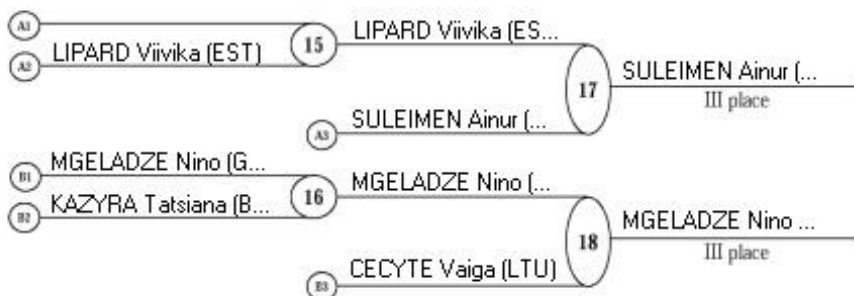 A1
A2 LIPARD Viivika (EST)
15
LIPARD Viivika (ES...
A3 SULEIMEN Ainur (...
17
SULEIMEN Ainur (...
III place
B1 MGELADZE Nino (G...
B2 KAZYRA Tatsiana (B...
16
MGELADZE Nino (...
B3 CECYTE Vaiga (LTU)
18
MGELADZE Nino ...
III place